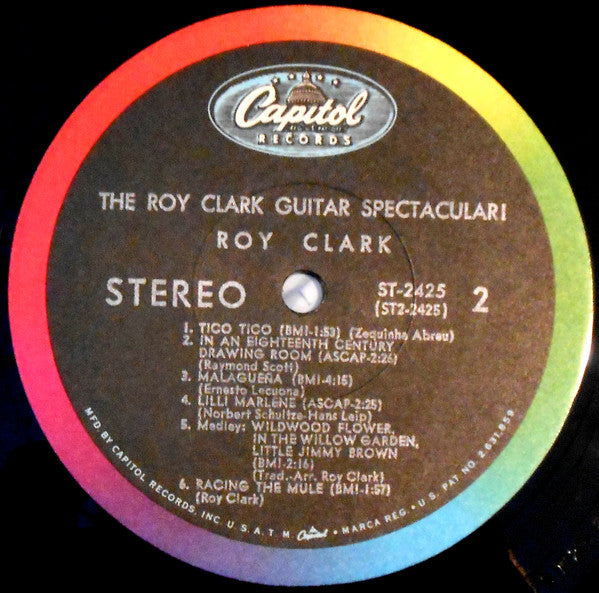 Capitol
RECORDS
THE ROY CLARK GUITAR SPECTACULAR!
ROY CLARK
STEREO
ST-2425
(ST2-2425)
2
1. TICO TICO (BMI-1:53) (Zequinha Abreu)
2. IN AN EIGHTEENTH CENTURY
DRAWING ROOM (ASCAP-2:26)
(Raymond Scott)
3. MALAGUEÑA (BMI-4:15)
(Ernesto Lecuona)
4. LILLI MARLENE (ASCAP-2:25)
(Norbert Schultze-Hans Leip)
5. Medley: WILDWOOD FLOWER,
IN THE WILLOW GARDEN,
LITTLE JIMMY BROWN
(BMI-2:16)
(Trad.-Arr. Roy Clark)
6. RACING THE MULE (BMI-1:57)
(Roy Clark)
MFD. BY CAPITOL RECORDS, INC. U.S.A. T.M. Capitol • MARCA REG. • U.S. PAT. NO. 2,631,859